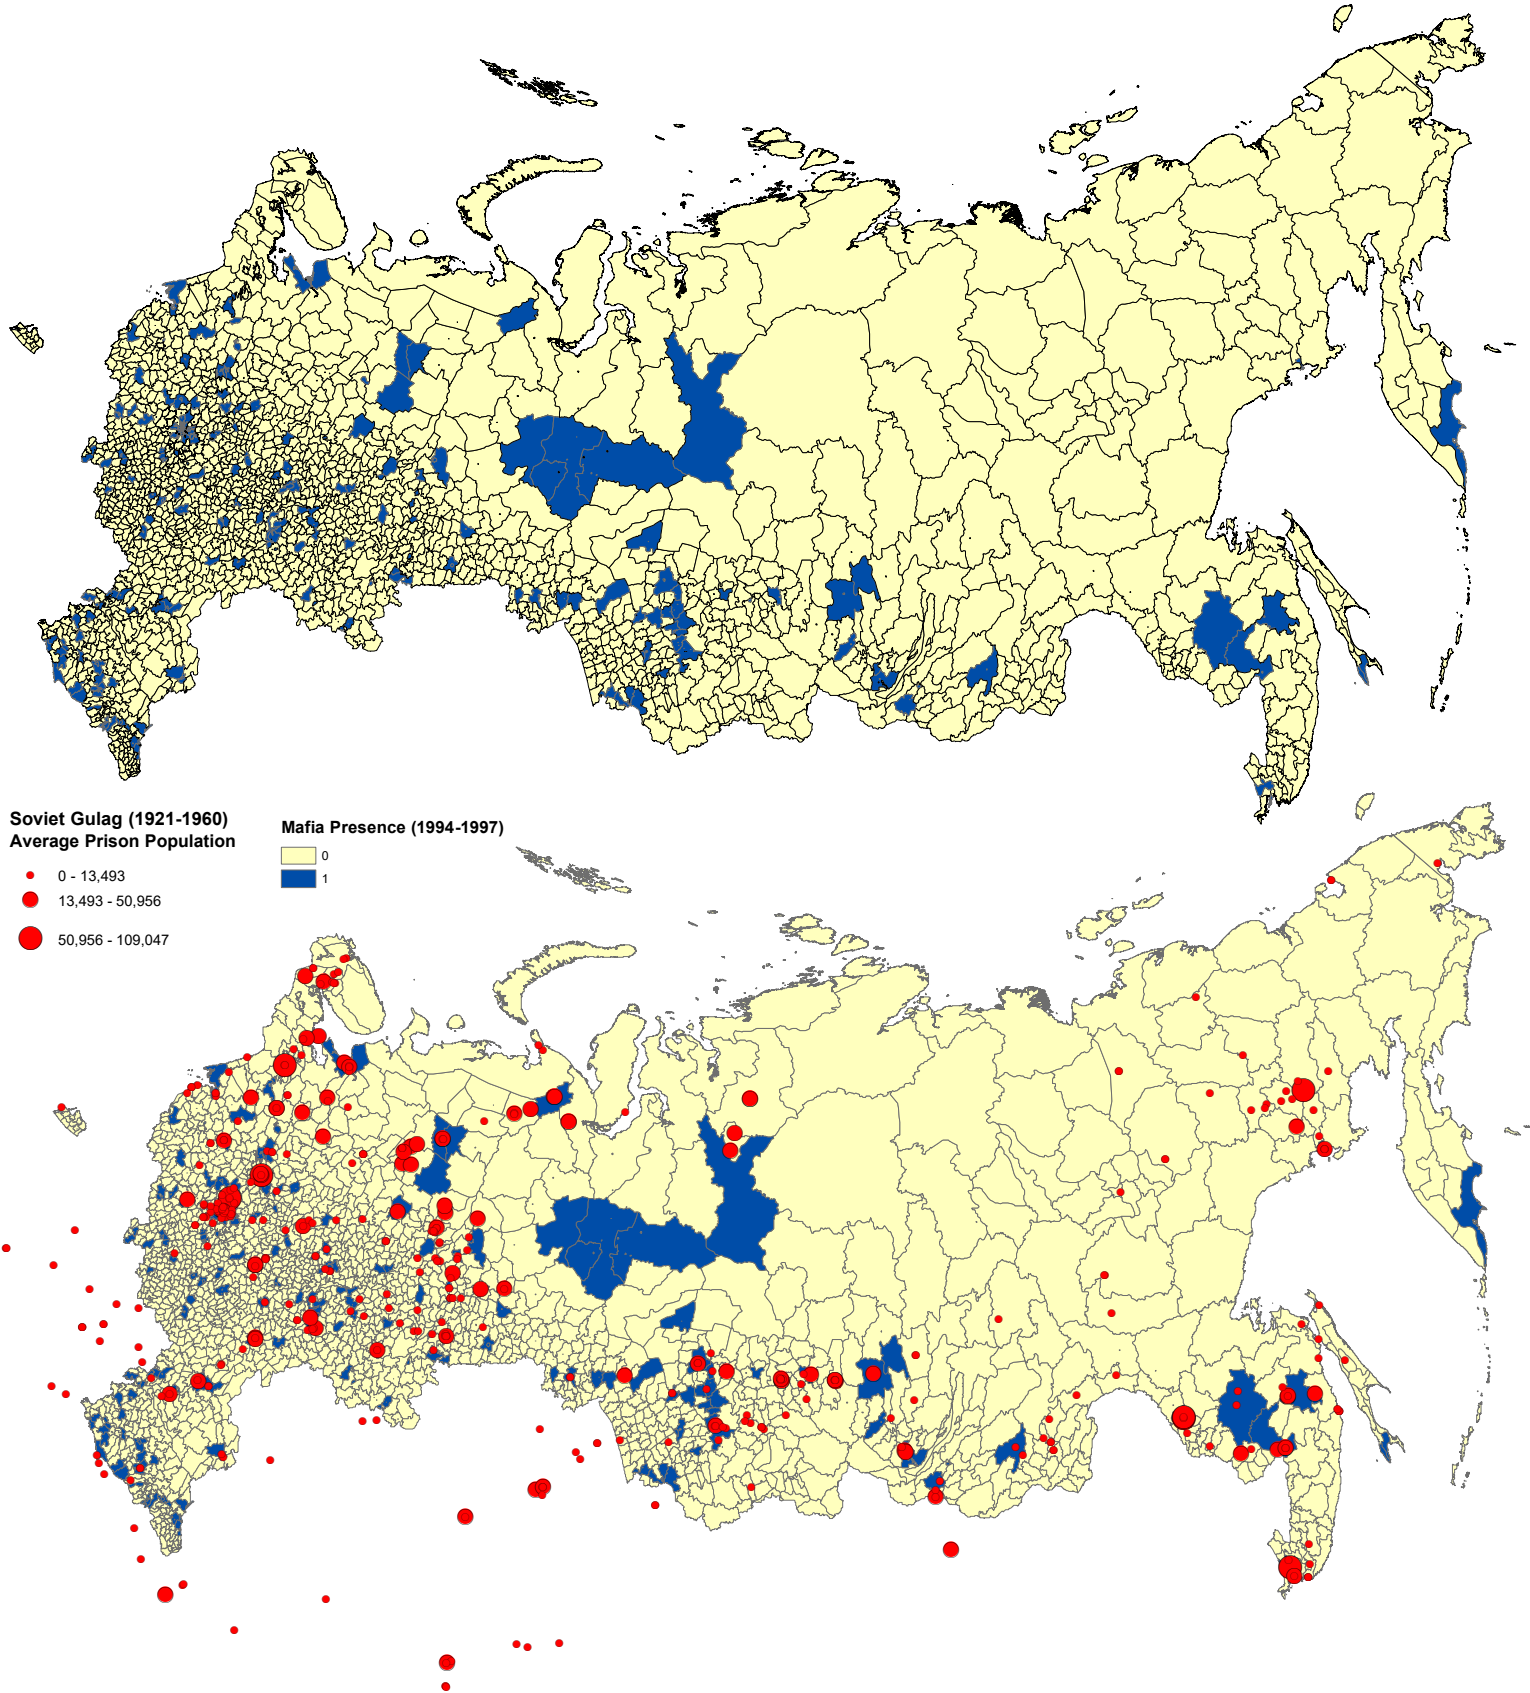 Soviet Gulag (1921-1960)
Average Prison Population
0 - 13,493
13,493 - 50,956
50,956 - 109,047
Mafia Presence (1994-1997)
0
1